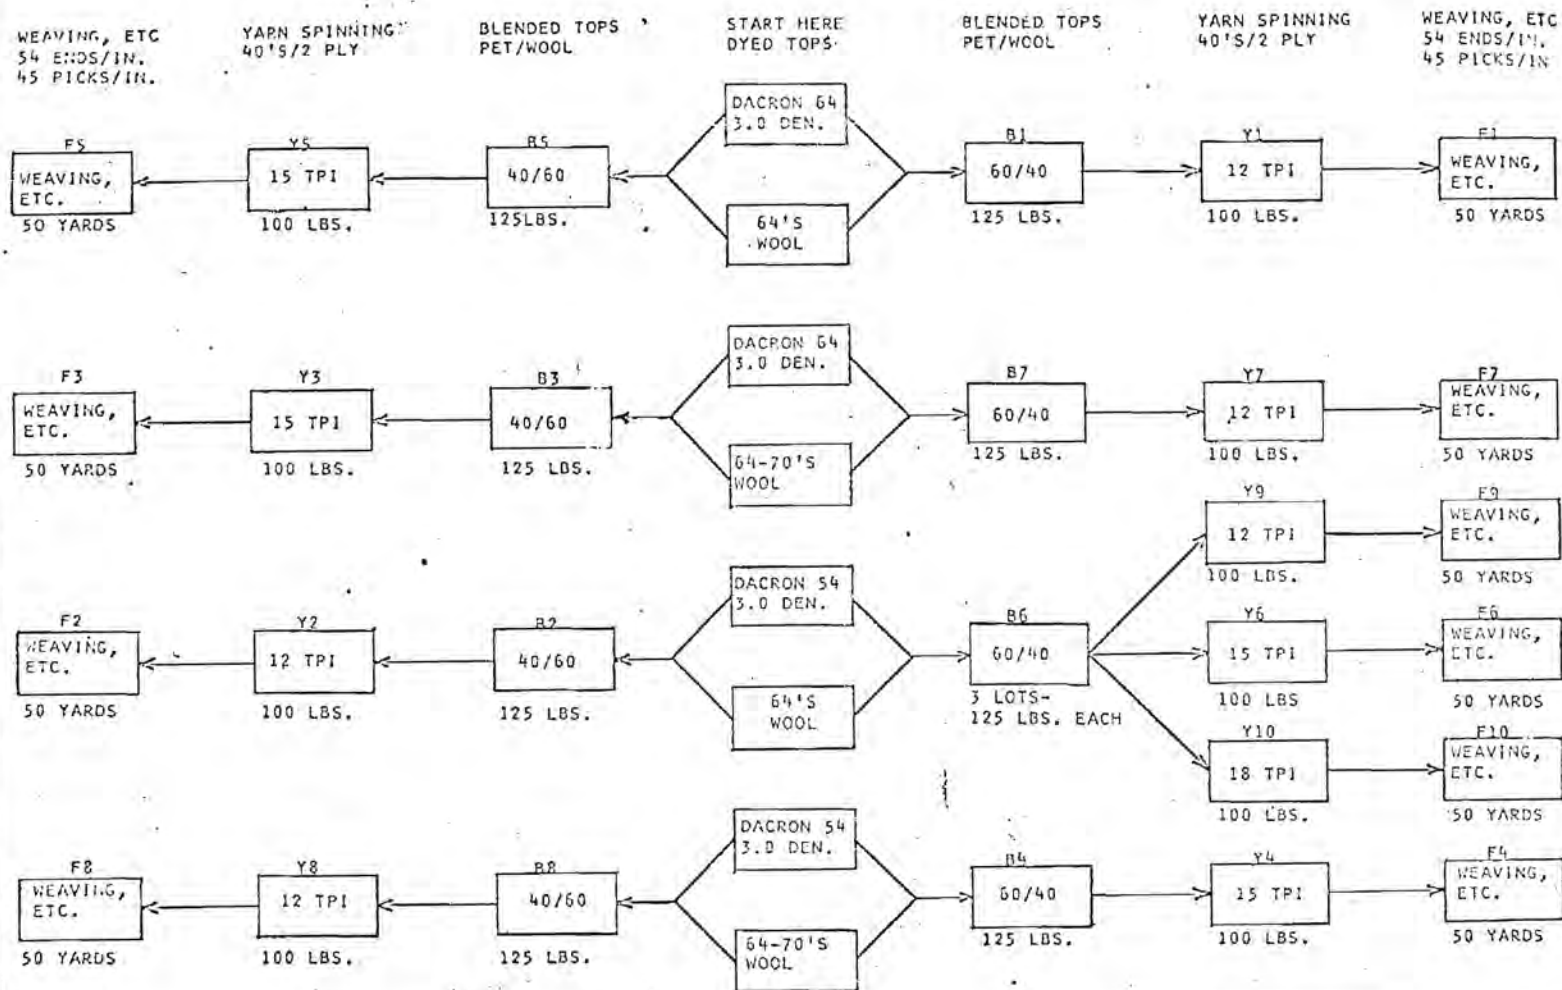 WEAVING, ETC
54 ENDS/IN.
45 PICKS/IN.
YARN SPINNING
40'S/2 PLY
BLENDED TOPS
PET/WOOL
START HERE
DYED TOPS
BLENDED TOPS
PET/WOOL
YARN SPINNING
40'S/2 PLY
WEAVING, ETC
54 ENDS/IN.
45 PICKS/IN
F5
WEAVING,
ETC.
50 YARDS
Y5
15 TPI
100 LBS.
B5
40/60
125LBS.
DACRON 64
3.0 DEN.
64'S
WOOL
B1
60/40
125 LBS.
Y1
12 TPI
100 LBS.
F1
WEAVING,
ETC.
50 YARDS
F3
WEAVING,
ETC.
50 YARDS
Y3
15 TPI
100 LBS.
B3
40/60
125 LBS.
DACRON 64
3.0 DEN.
64-70'S
WOOL
B7
60/40
125 LBS.
Y7
12 TPI
100 LBS.
F7
WEAVING,
ETC.
50 YARDS
F2
WEAVING,
ETC.
50 YARDS
Y2
12 TPI
100 LBS.
B2
40/60
125 LBS.
DACRON 54
3.0 DEN.
64'S
WOOL
B6
60/40
3 LOTS-
125 LBS. EACH
Y9
12 TPI
100 LBS.
F9
WEAVING,
ETC.
50 YARDS
Y6
15 TPI
100 LBS
F6
WEAVING,
ETC.
50 YARDS
Y10
18 TPI
100 LBS.
F10
WEAVING,
ETC.
50 YARDS
F8
WEAVING,
ETC.
50 YARDS
Y8
12 TPI
100 LBS.
B8
40/60
125 LBS.
DACRON 54
3.0 DEN.
64-70'S
WOOL
B4
60/40
125 LBS.
Y4
15 TPI
100 LBS.
F4
WEAVING,
ETC.
50 YARDS